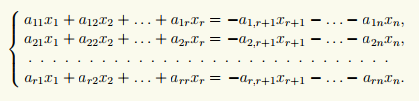 a₁₁x₁ + a₁₂x₂ + … + a₁ᵣxᵣ = −a₁,ᵣ₊₁xᵣ₊₁ − … − a₁ₙxₙ,
a₂₁x₁ + a₂₂x₂ + … + a₂ᵣxᵣ = −a₂,ᵣ₊₁xᵣ₊₁ − … − a₂ₙxₙ,
. . . . . . . . . . . . . . . . . . . . . . . . . . . . . . . .
aᵣ₁x₁ + aᵣ₂x₂ + … + aᵣᵣxᵣ = −aᵣ,ᵣ₊₁xᵣ₊₁ − … − aᵣₙxₙ.